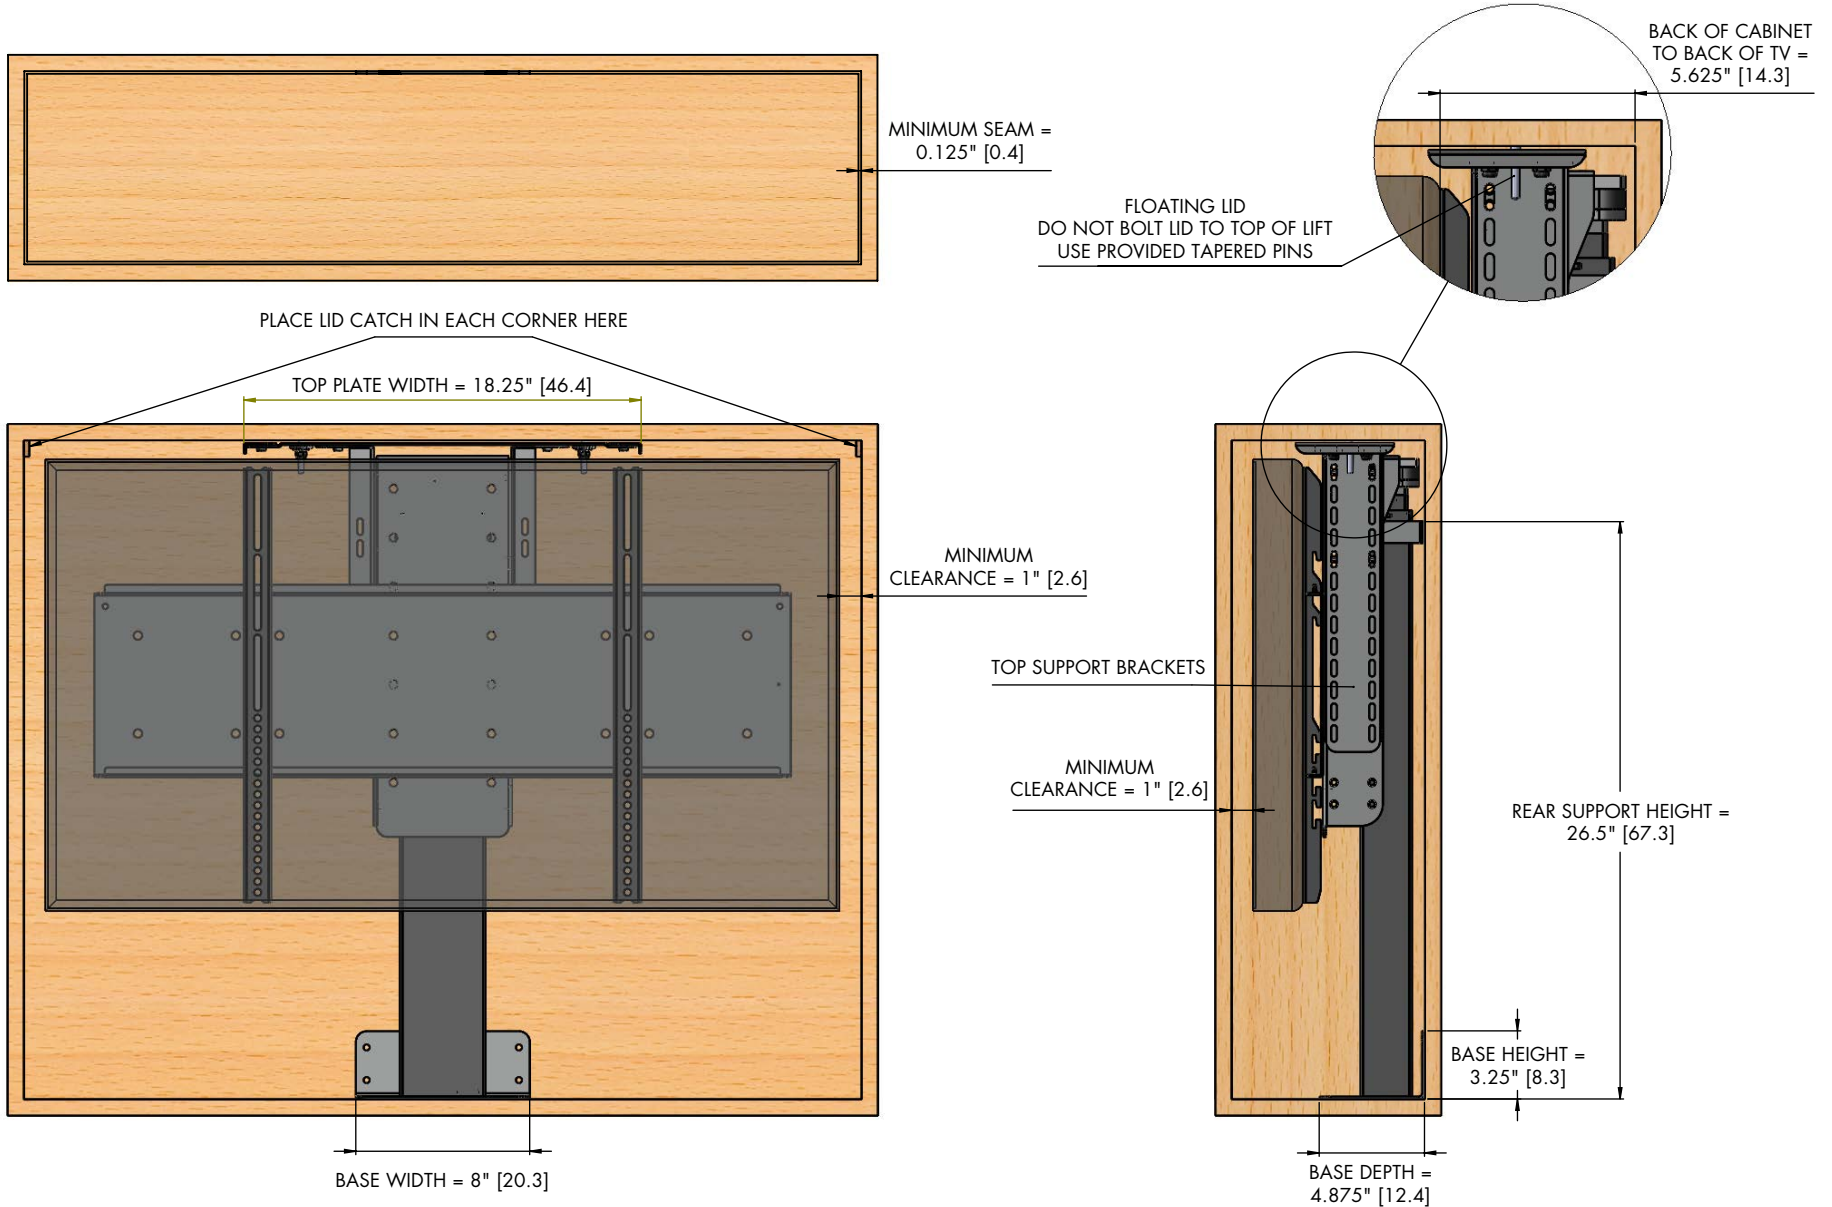 BACK OF CABINET
TO BACK OF TV =
5.625" [14.3]
MINIMUM SEAM =
0.125" [0.4]
FLOATING LID
DO NOT BOLT LID TO TOP OF LIFT
USE PROVIDED TAPERED PINS
PLACE LID CATCH IN EACH CORNER HERE
TOP PLATE WIDTH = 18.25" [46.4]
MINIMUM
CLEARANCE = 1" [2.6]
TOP SUPPORT BRACKETS
MINIMUM
CLEARANCE = 1" [2.6]
REAR SUPPORT HEIGHT =
26.5" [67.3]
BASE HEIGHT =
3.25" [8.3]
BASE WIDTH = 8" [20.3]
BASE DEPTH =
4.875" [12.4]